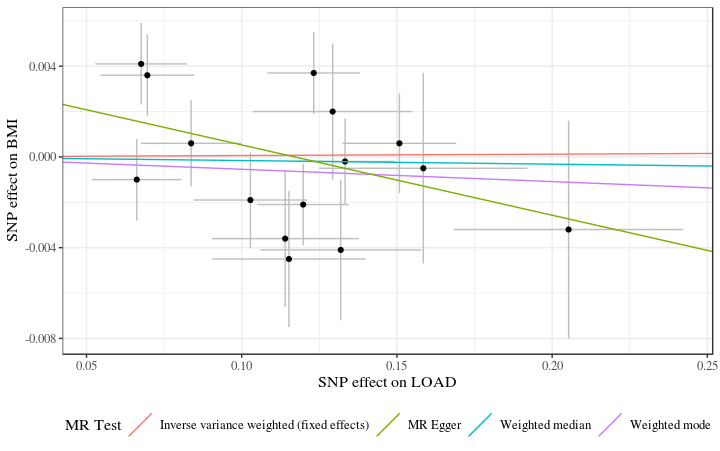 0.004
0.000
-0.004
-0.008
SNP effect on BMI
0.05 0.10 0.15 0.20 0.25
SNP effect on LOAD
MR Test Inverse variance weighted (fixed effects) MR Egger Weighted median Weighted mode